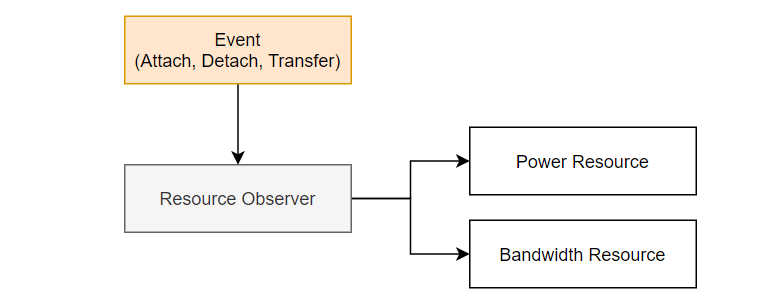 Event
(Attach, Detach, Transfer)
Power Resource
Resource Observer
Bandwidth Resource